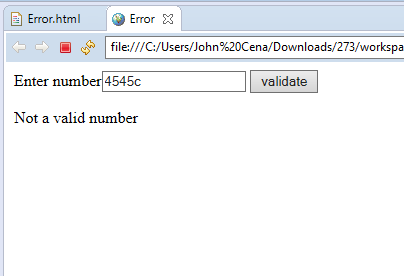 Error.html Error
file:///C:/Users/John%20Cena/Downloads/273/workspa
Enter number 4545c validate
Not a valid number